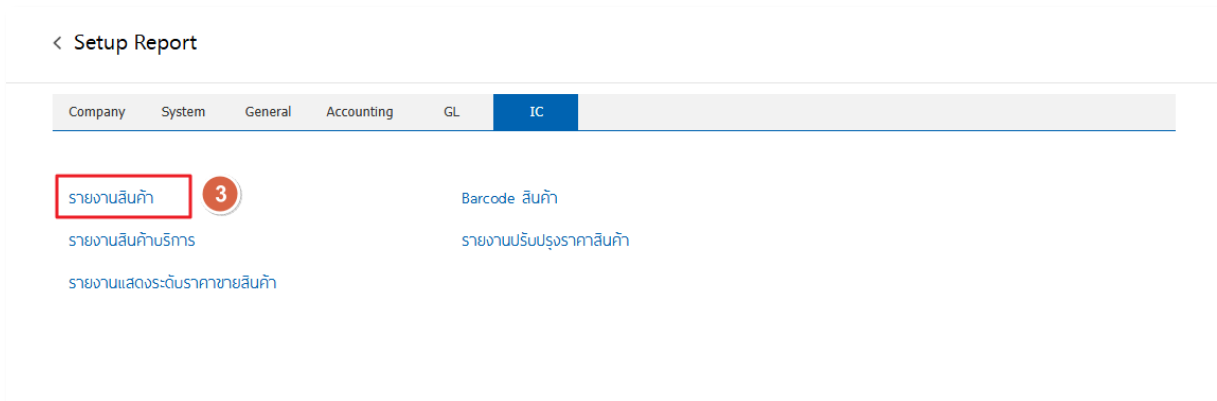 < Setup Report
Company System General Accounting GL IC
รายงานสินค้า 3 Barcode สินค้า
รายงานสินค้าบริการ รายงานปรับปรุงราคาสินค้า
รายงานแสดงระดับราคาขายสินค้า